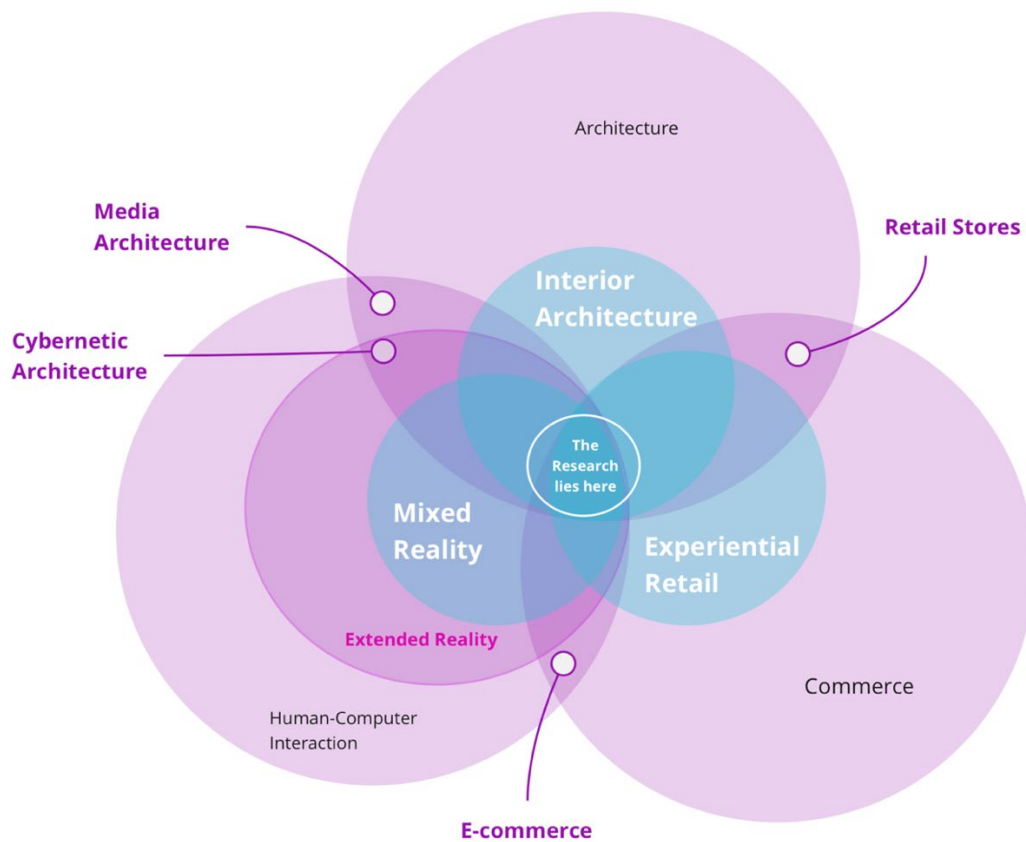 Architecture
Media
Architecture
Retail Stores
Interior
Architecture
Cybernetic
Architecture
The
Research
lies here
Mixed
Reality
Experiential
Retail
Extended Reality
Commerce
Human-Computer
Interaction
E-commerce